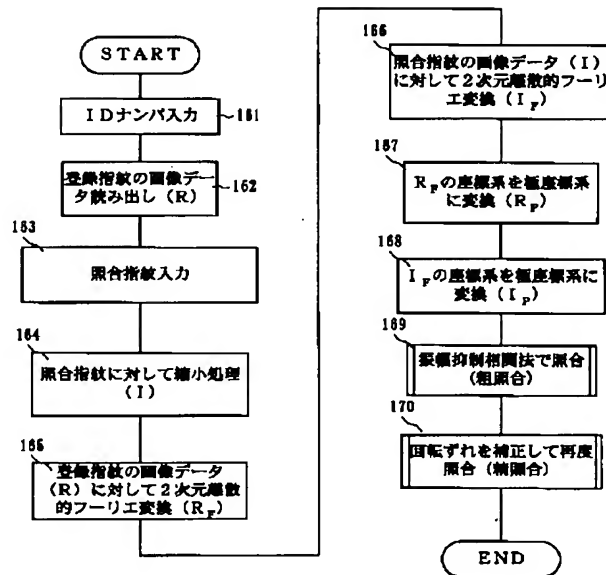 START
IDナンバ入力
161
登録指紋の画像デー
タ読み出し(R)
162
163
照合指紋入力
164
照合指紋に対して縮小処理
(I)
165
登録指紋の画像データ
(R)に対して2次元離散
的フーリエ変換(RF)
166
照合指紋の画像データ(I)
に対して2次元離散的フーリ
エ変換(IF)
167
RFの座標系を極座標系
に変換(RP)
168
IFの座標系を極座標系に
変換(IP)
169
振幅抑制相関法で照合
(粗照合)
170
回転ずれを補正して再度
照合(精照合)
END